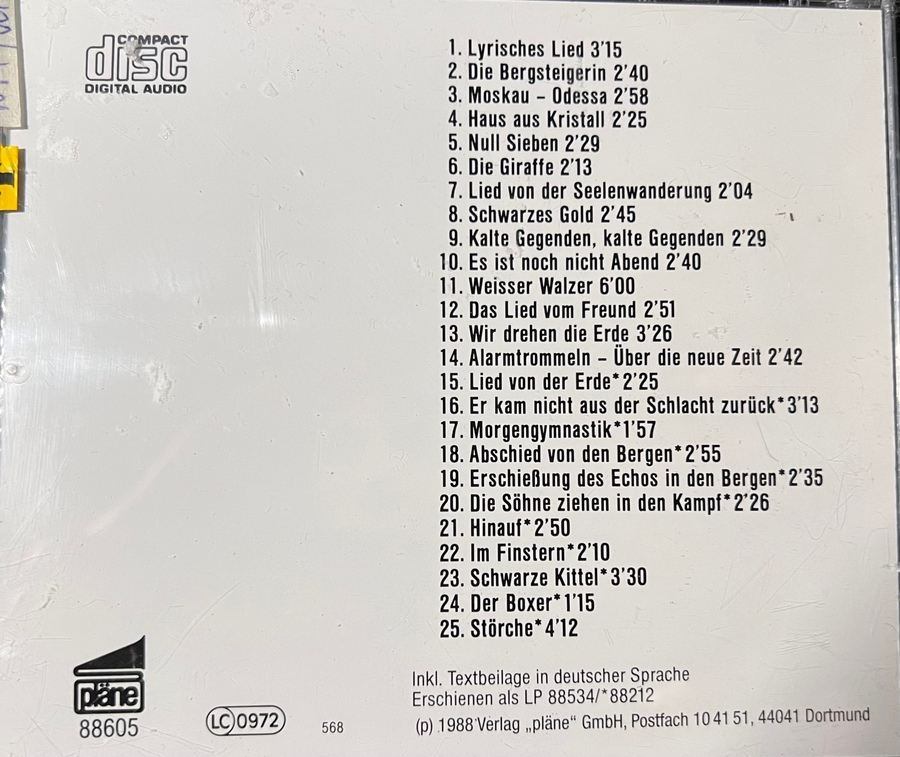 COMPACT
disc
DIGITAL AUDIO
1. Lyrisches Lied 3'15
2. Die Bergsteigerin 2'40
3. Moskau – Odessa 2'58
4. Haus aus Kristall 2'25
5. Null Sieben 2'29
6. Die Giraffe 2'13
7. Lied von der Seelenwanderung 2'04
8. Schwarzes Gold 2'45
9. Kalte Gegenden, kalte Gegenden 2'29
10. Es ist noch nicht Abend 2'40
11. Weisser Walzer 6'00
12. Das Lied vom Freund 2'51
13. Wir drehen die Erde 3'26
14. Alarmtrommeln – Über die neue Zeit 2'42
15. Lied von der Erde* 2'25
16. Er kam nicht aus der Schlacht zurück* 3'13
17. Morgengymnastik* 1'57
18. Abschied von den Bergen* 2'55
19. Erschießung des Echos in den Bergen* 2'35
20. Die Söhne ziehen in den Kampf* 2'26
21. Hinauf* 2'50
22. Im Finstern* 2'10
23. Schwarze Kittel* 3'30
24. Der Boxer* 1'15
25. Störche* 4'12
pläne
88605
LC 0972
568
Inkl. Textbeilage in deutscher Sprache
Erschienen als LP 88534/*88212
(p) 1988 Verlag „pläne“ GmbH, Postfach 10 41 51, 44041 Dortmund